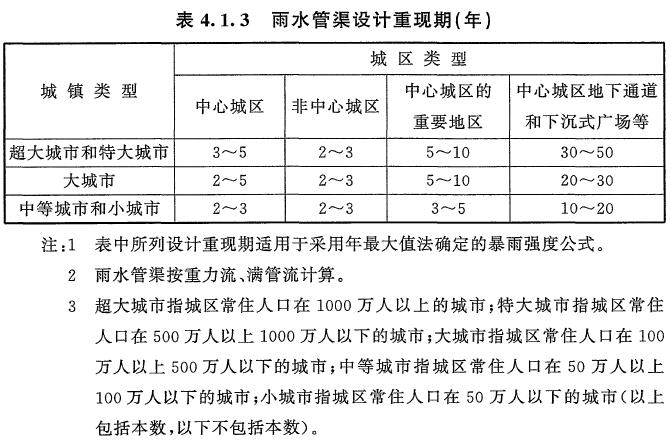 表 4.1.3 雨水管渠设计重现期(年)
城镇类型 城区类型
中心城区 非中心城区 中心城区的重要地区 中心城区地下通道和下沉式广场等
超大城市和特大城市 3～5 2～3 5～10 30～50
大城市 2～5 2～3 5～10 20～30
中等城市和小城市 2～3 2～3 3～5 10～20
注:1 表中所列设计重现期适用于采用年最大值法确定的暴雨强度公式。
2 雨水管渠按重力流、满管流计算。
3 超大城市指城区常住人口在 1000 万人以上的城市;特大城市指城区常住
人口在 500 万人以上 1000 万人以下的城市;大城市指城区常住人口在 100
万人以上 500 万人以下的城市;中等城市指城区常住人口在 50 万人以上
100 万人以下的城市;小城市指城区常住人口在 50 万人以下的城市(以上
包括本数,以下不包括本数)。